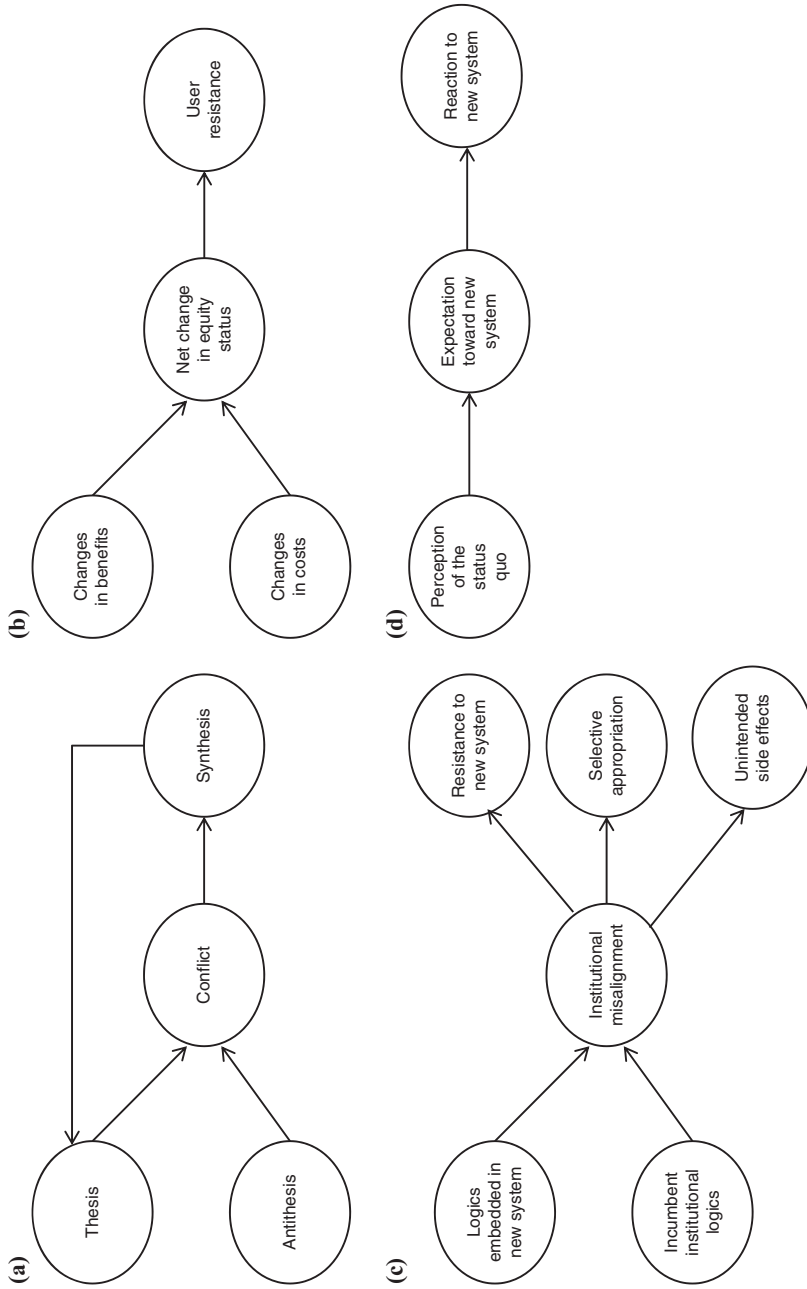 (a)
Thesis
Antithesis
Conflict
Synthesis
(b)
Changes
in benefits
Changes
in costs
Net change
in equity
status
User
resistance
(c)
Logics
embedded in
new system
Incumbent
institutional
logics
Institutional
misalignment
Resistance to
new system
Selective
appropriation
Unintended
side effects
(d)
Perception
of the
status
quo
Expectation
toward new
system
Reaction to
new system